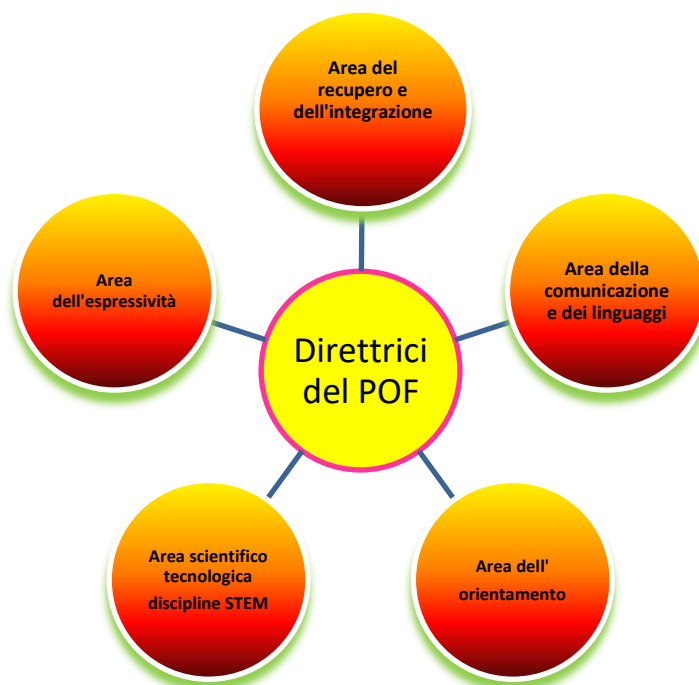 Area del
recupero e
dell'integrazione
Area della
comunicazione
e dei linguaggi
Area dell'
orientamento
Area scientifico
tecnologica
discipline STEM
Area
dell'espressività
Direttrici
del POF